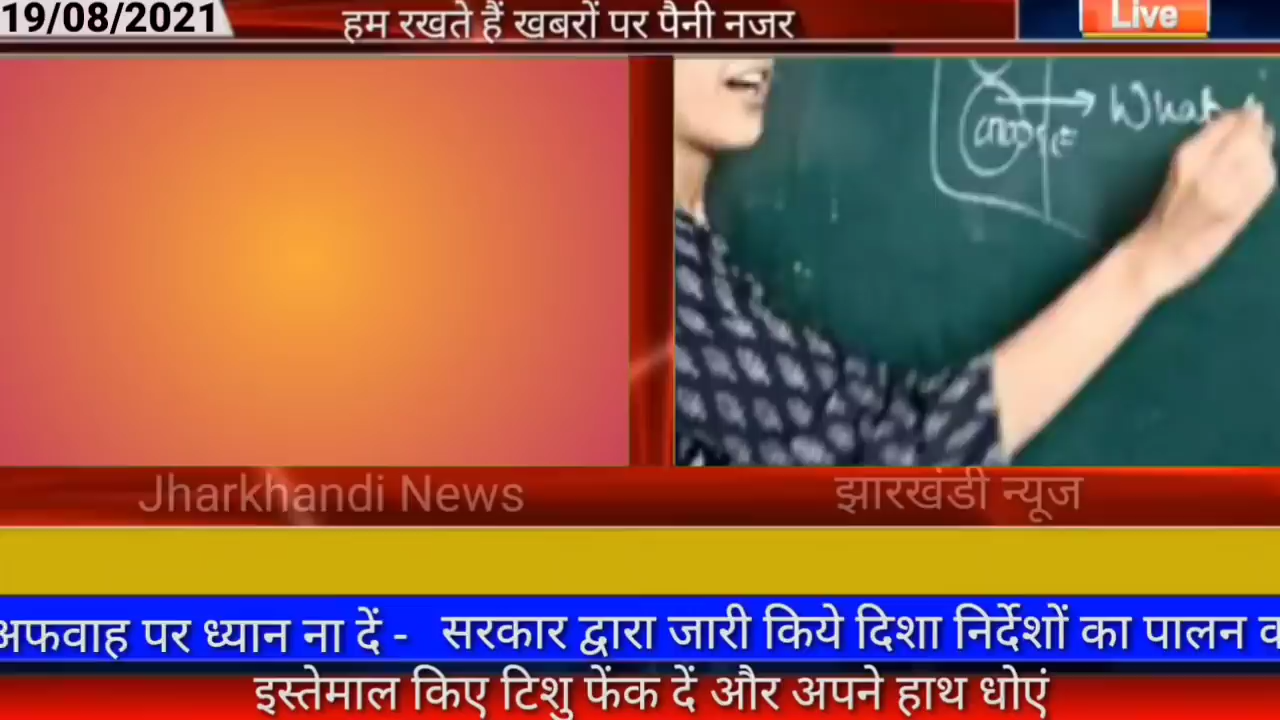 19/08/2021
हम रखते हैं खबरों पर पैनी नजर
Live
What
Jharkhandi News
झारखंडी न्यूज
अफवाह पर ध्यान ना दें - सरकार द्वारा जारी किये दिशा निर्देशों का पालन
इस्तेमाल किए टिशु फेंक दें और अपने हाथ धोएं